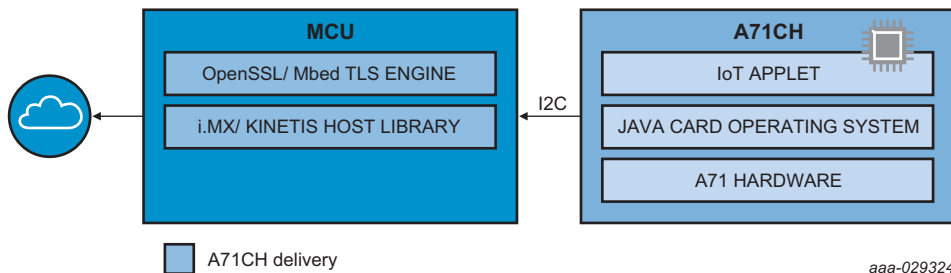 MCU
OpenSSL/ Mbed TLS ENGINE
i.MX/ KINETIS HOST LIBRARY
I2C
A71CH
IoT APPLET
JAVA CARD OPERATING SYSTEM
A71 HARDWARE
A71CH delivery
aaa-029324